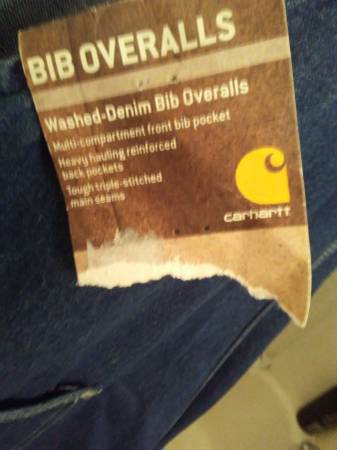 BIB OVERALLS
Washed-Denim Bib Overalls
Multi-compartment front bib pocket
Heavy hauling reinforced
back pockets
Tough triple-stitched
main seams
carhartt